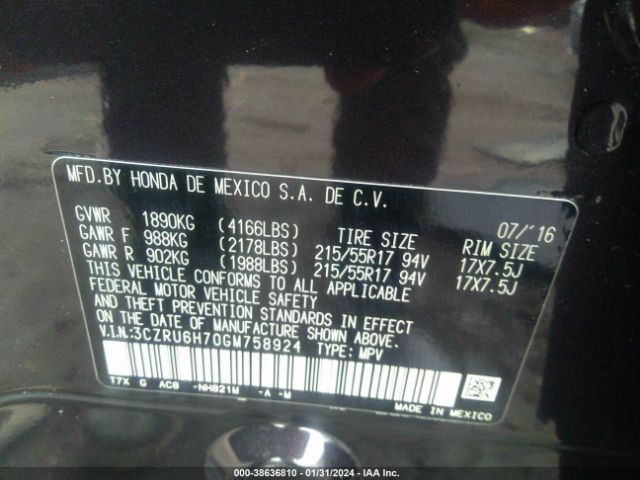 MFD.BY HONDA DE MEXICO S.A. DE C.V.
07/'16
GVWR 1890KG (4166LBS) TIRE SIZE RIM SIZE
GAWR F 988KG (2178LBS) 215/55R17 94V 17X7.5J
GAWR R 902KG (1988LBS) 215/55R17 94V 17X7.5J
THIS VEHICLE CONFORMS TO ALL APPLICABLE
FEDERAL MOTOR VEHICLE SAFETY
AND THEFT PREVENTION STANDARDS IN EFFECT
ON THE DATE OF MANUFACTURE SHOWN ABOVE.
V.I.N.:3CZRU6H70GM758924 TYPE: MPV
T7X G AC8 -NH821M -A -M
MADE IN MEXICO
000-38636810 / 01/31/2024 - IAA Inc.